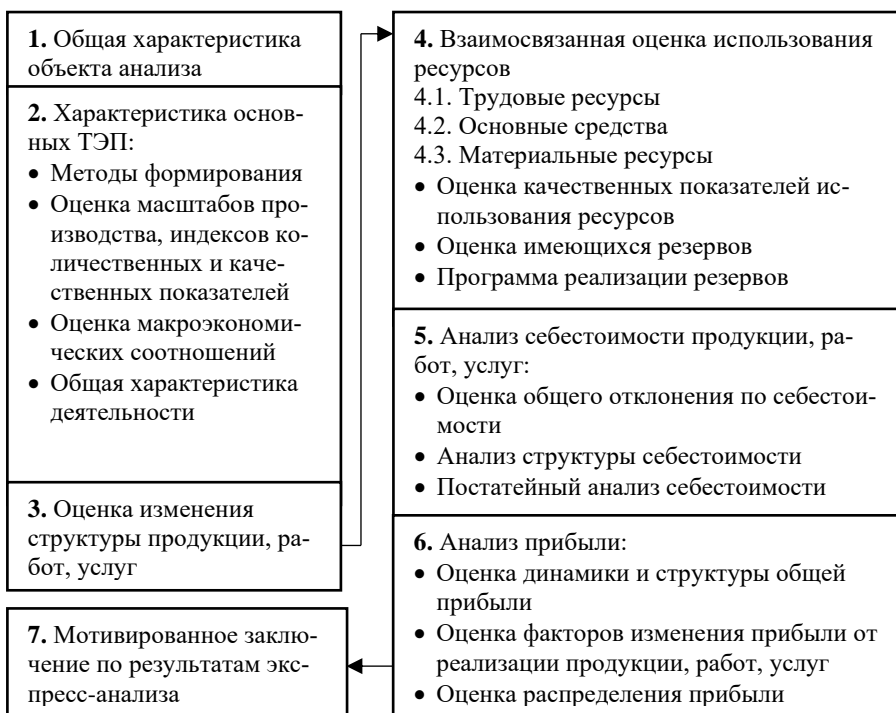 1. Общая характеристика
объекта анализа
2. Характеристика основ-
ных ТЭП:
• Методы формирования
• Оценка масштабов про-
изводства, индексов ко-
личественных и каче-
ственных показателей
• Оценка макроэкономи-
ческих соотношений
• Общая характеристика
деятельности
3. Оценка изменения
структуры продукции, ра-
бот, услуг
4. Взаимосвязанная оценка использования
ресурсов
4.1. Трудовые ресурсы
4.2. Основные средства
4.3. Материальные ресурсы
• Оценка качественных показателей ис-
пользования ресурсов
• Оценка имеющихся резервов
• Программа реализации резервов
5. Анализ себестоимости продукции, ра-
бот, услуг:
• Оценка общего отклонения по себестои-
мости
• Анализ структуры себестоимости
• Постатейный анализ себестоимости
6. Анализ прибыли:
• Оценка динамики и структуры общей
прибыли
• Оценка факторов изменения прибыли от
реализации продукции, работ, услуг
• Оценка распределения прибыли
7. Мотивированное заклю-
чение по результатам экс-
пресс-анализа